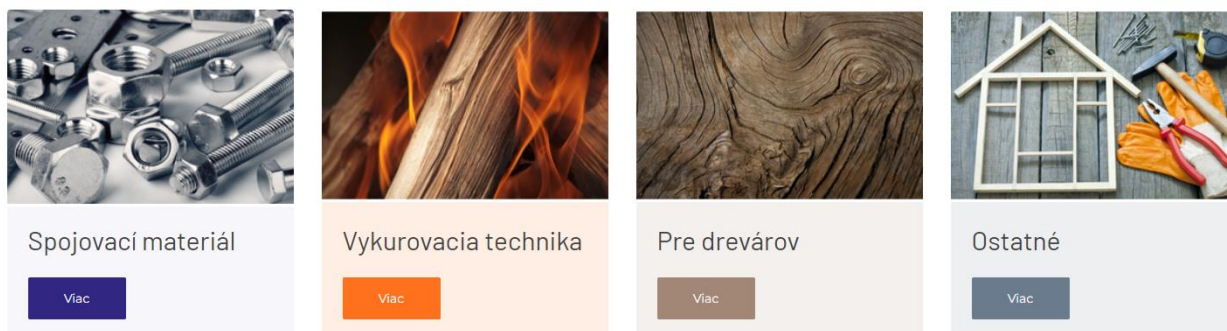 Spojovací materiál
Viac
Vykurovacia technika
Viac
Pre drevárov
Viac
Ostatné
Viac